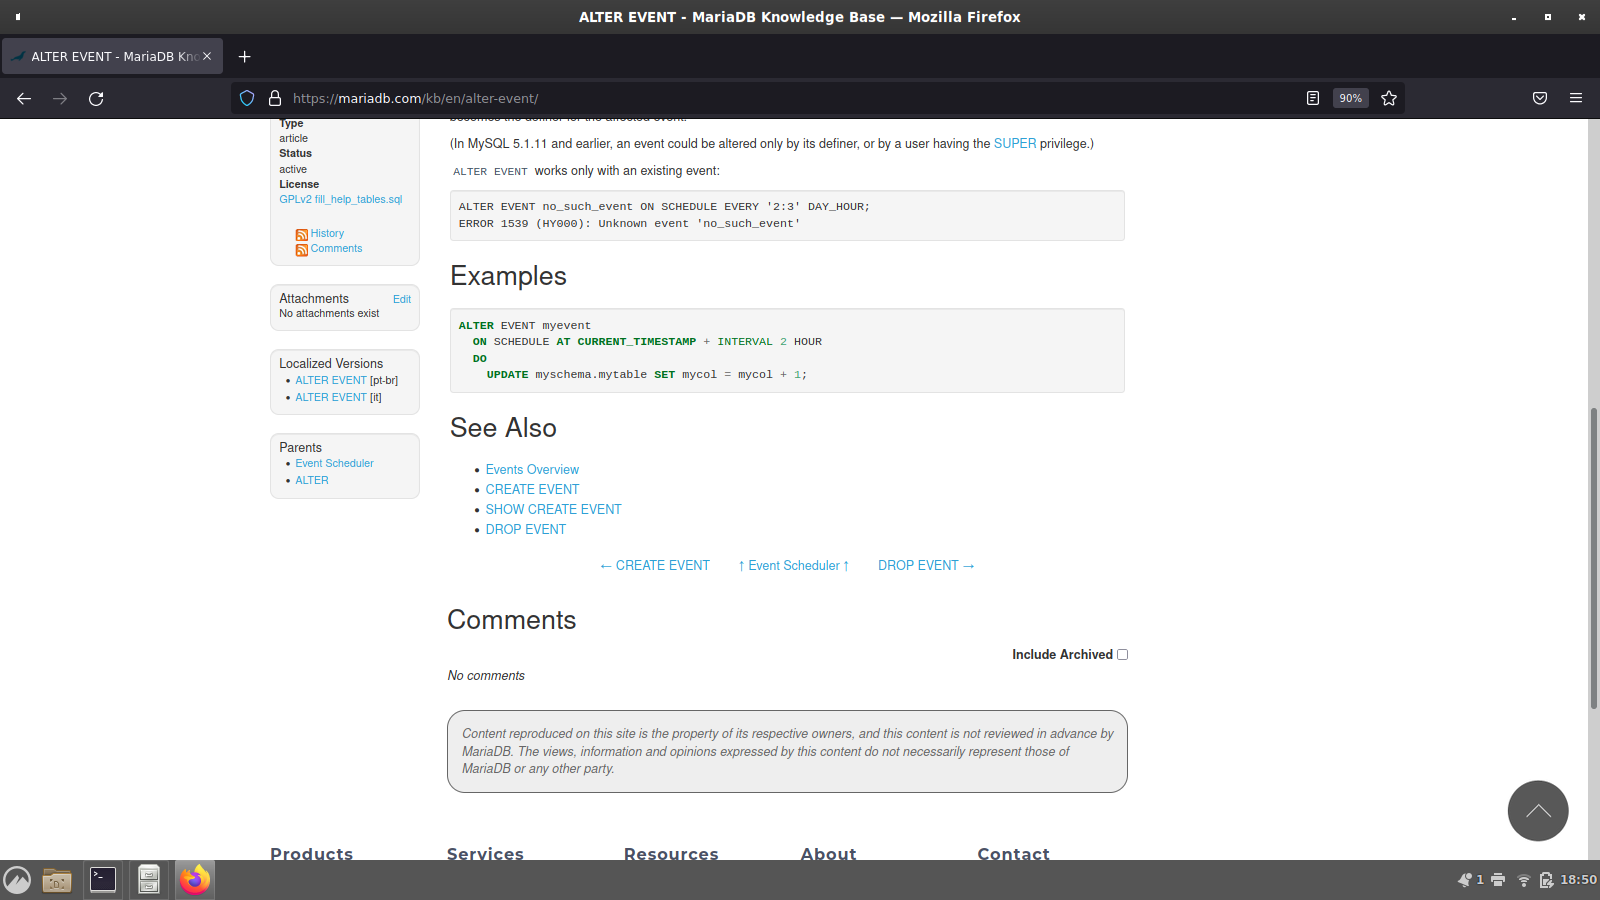 ALTER EVENT - MariaDB Knowledge Base — Mozilla Firefox
ALTER EVENT - MariaDB Kno
https://mariadb.com/kb/en/alter-event/
90%
Type
article
Status
active
License
GPLv2 fill_help_tables.sql
History
Comments
Attachments Edit
No attachments exist
Localized Versions
• ALTER EVENT [pt-br]
• ALTER EVENT [it]
Parents
• Event Scheduler
• ALTER
becomes the definer for the affected event.
(In MySQL 5.1.11 and earlier, an event could be altered only by its definer, or by a user having the SUPER privilege.)
ALTER EVENT works only with an existing event:
ALTER EVENT no_such_event ON SCHEDULE EVERY '2:3' DAY_HOUR;
ERROR 1539 (HY000): Unknown event 'no_such_event'
Examples
ALTER EVENT myevent
ON SCHEDULE AT CURRENT_TIMESTAMP + INTERVAL 2 HOUR
DO
UPDATE myschema.mytable SET mycol = mycol + 1;
See Also
• Events Overview
• CREATE EVENT
• SHOW CREATE EVENT
• DROP EVENT
← CREATE EVENT ↑ Event Scheduler ↑ DROP EVENT →
Comments
Include Archived
No comments
Content reproduced on this site is the property of its respective owners, and this content is not reviewed in advance by
MariaDB. The views, information and opinions expressed by this content do not necessarily represent those of
MariaDB or any other party.
Products Services Resources About Contact
1 18:50